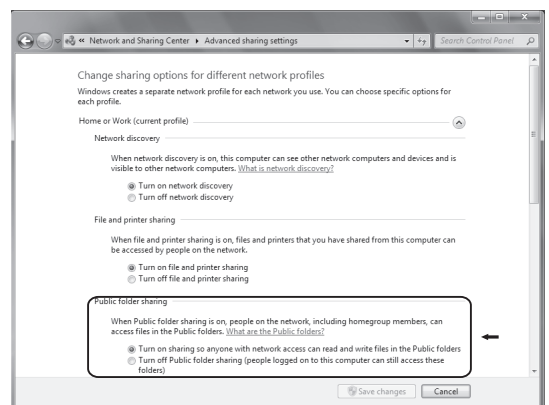 « Network and Sharing Center ▸ Advanced sharing settings
Search Control Panel
Change sharing options for different network profiles
Windows creates a separate network profile for each network you use. You can choose specific options for
each profile.
Home or Work (current profile)
Network discovery
When network discovery is on, this computer can see other network computers and devices and is
visible to other network computers. What is network discovery?
Turn on network discovery
Turn off network discovery
File and printer sharing
When file and printer sharing is on, files and printers that you have shared from this computer can
be accessed by people on the network.
Turn on file and printer sharing
Turn off file and printer sharing
Public folder sharing
When Public folder sharing is on, people on the network, including homegroup members, can
access files in the Public folders. What are the Public folders?
Turn on sharing so anyone with network access can read and write files in the Public folders
Turn off Public folder sharing (people logged on to this computer can still access these
folders)
Save changes
Cancel